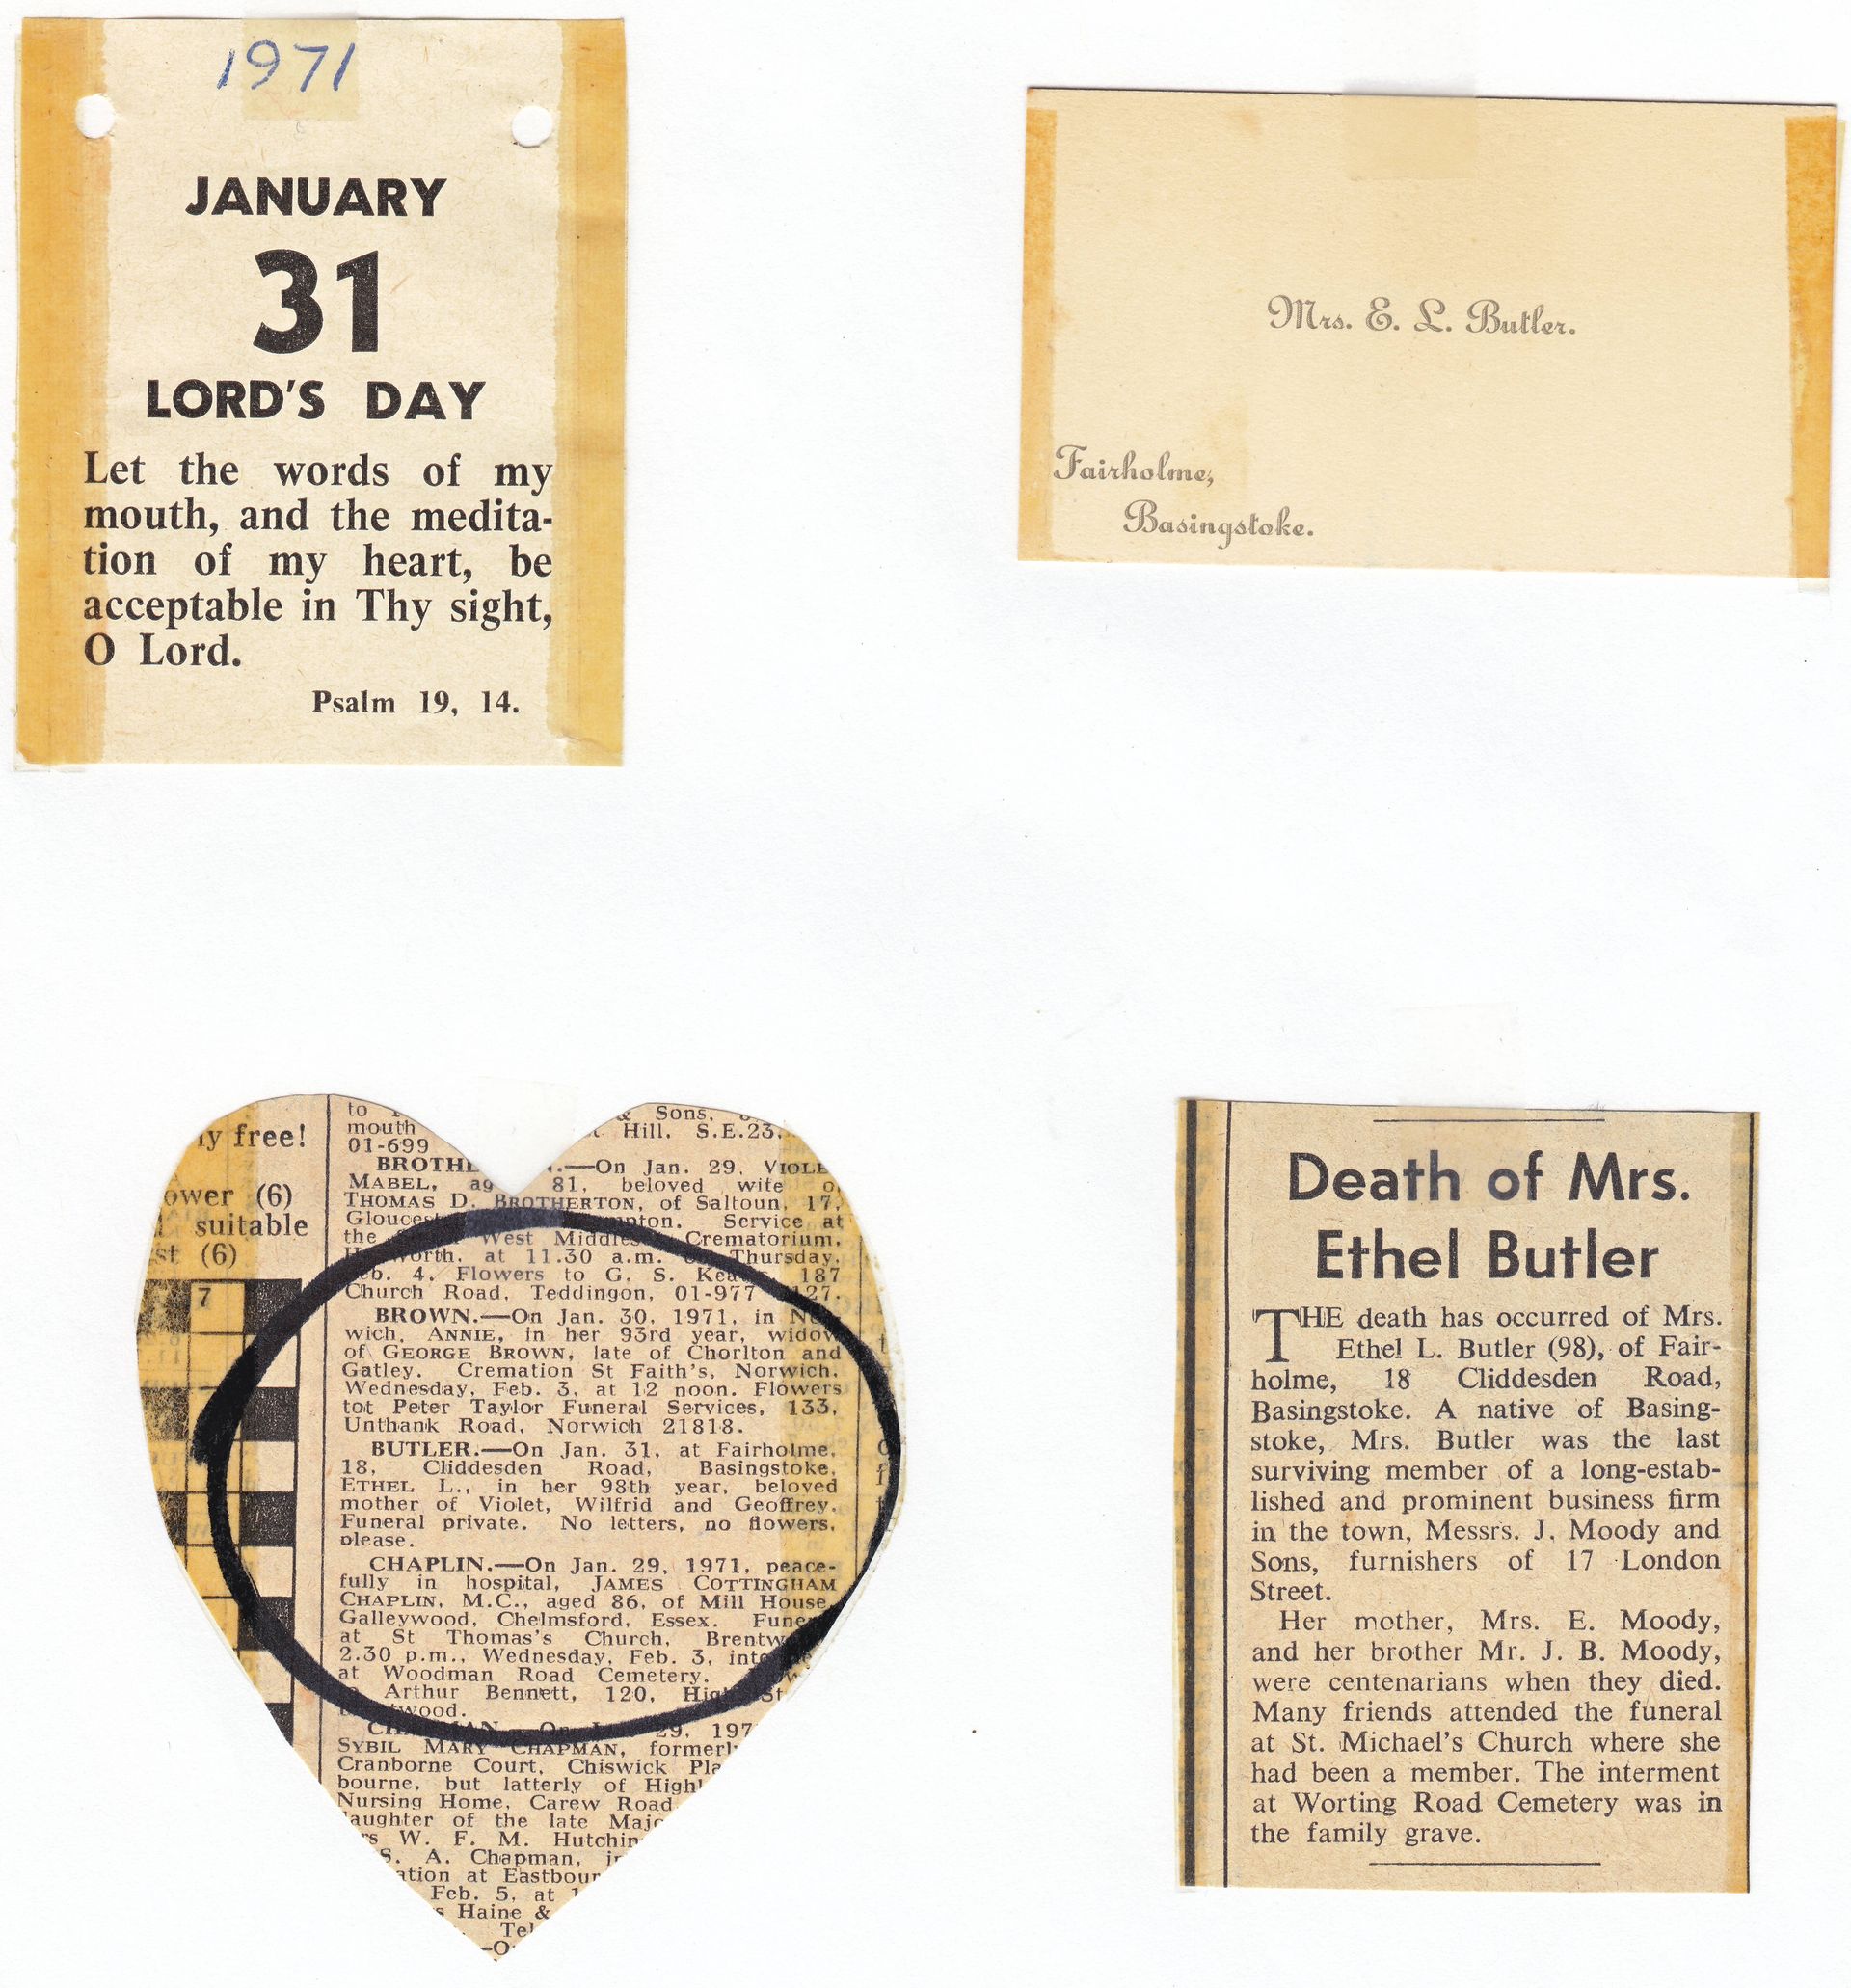 1971
JANUARY
31
LORD'S DAY
Let the words of my
mouth, and the medita-
tion of my heart, be
acceptable in Thy sight,
O Lord.
Psalm 19, 14.
Mrs. E. L. Butler.
Fairholme,
Basingstoke.
ly free!
(6)
suitable
(6)
7
to
mouth
& Sons,
Hill, S.E.23.
01-699
On Jan. 29,
MABEL, 81, beloved wife
THOMAS D. BROTHERTON, of Saltoun, 17,
Service at
the West Crematorium,
at 11.30 a.m. Thursday,
4. Flowers to G. S. 187
Church Road, Teddingon, 01-977
BROWN.—On Jan. 30, 1971, in
wich, ANNIE, in her 93rd year, widow
of GEORGE BROWN, late of Chorlton and
Gatley. Cremation St Faith's, Norwich,
Wednesday, Feb. 3, at 12 noon. Flowers
tot Peter Taylor Funeral Services, 133,
Unthank Road, Norwich 21818.
BUTLER.—On Jan. 31, at Fairholme,
18, Cliddesden Road, Basingstoke,
ETHEL L., in her 98th year, beloved
mother of Violet, Wilfrid and Geoffrey.
Funeral private. No letters, no flowers,
please.
CHAPLIN.—On Jan. 29, 1971, peace-
fully in hospital, JAMES COTTINGHAM
CHAPLIN, M.C., aged 86, of Mill House,
Galleywood, Chelmsford, Essex.
at St Thomas's Church,
2.30 p.m., Wednesday, Feb. 3,
at Woodman Road Cemetery.
Arthur Bennett, 120,
SYBIL MARY CHAPMAN,
Cranborne Court, Chiswick
bourne, but latterly of
Nursing Home, Carew Road
of the late
W. F. M.
S. A. Chapman,
at
Feb. 5, at
Haine &
Death of Mrs.
Ethel Butler
THE death has occurred of Mrs.
Ethel L. Butler (98), of Fair-
holme, 18 Cliddesden Road,
Basingstoke. A native of Basing-
stoke, Mrs. Butler was the last
surviving member of a long-estab-
lished and prominent business firm
in the town, Messrs. J. Moody and
Sons, furnishers of 17 London
Street.
Her mother, Mrs. E. Moody,
and her brother Mr. J. B. Moody,
were centenarians when they died.
Many friends attended the funeral
at St. Michael's Church where she
had been a member. The interment
at Worting Road Cemetery was in
the family grave.